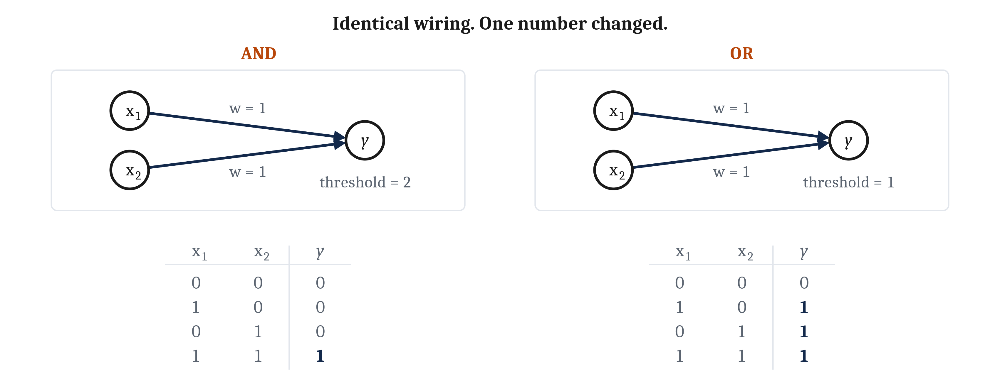 Identical wiring. One number changed.
AND
x₁
w = 1
y
x₂
w = 1
threshold = 2
x₁ x₂ y
0 0 0
1 0 0
0 1 0
1 1 1
OR
x₁
w = 1
y
x₂
w = 1
threshold = 1
x₁ x₂ y
0 0 0
1 0 1
0 1 1
1 1 1